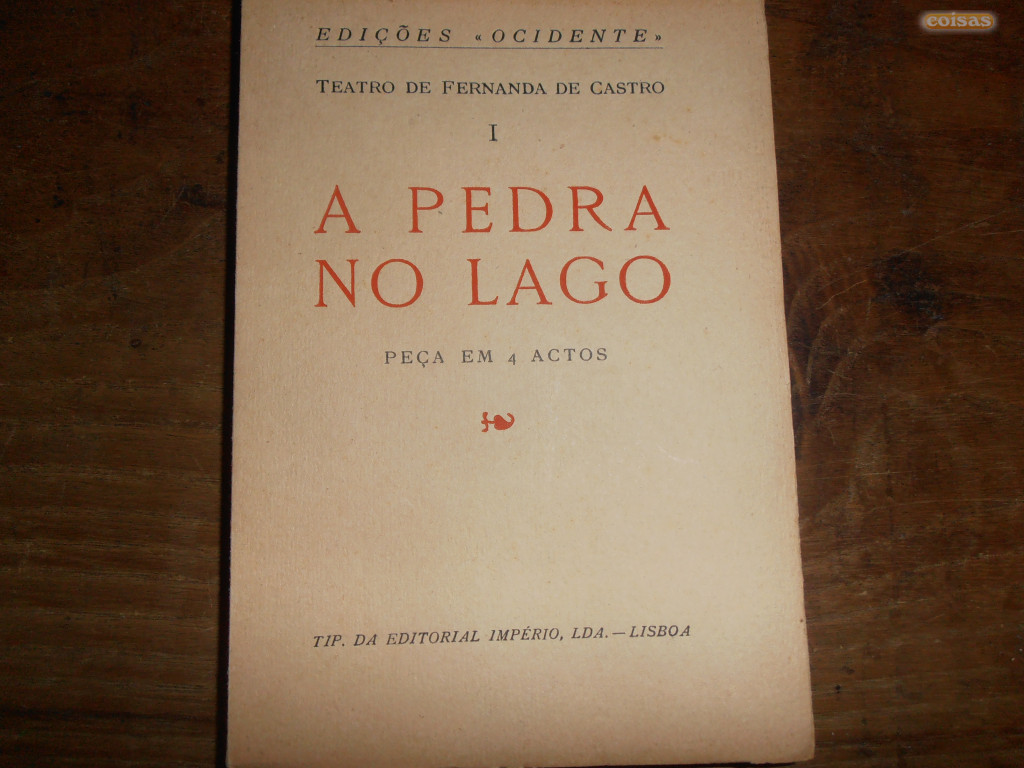 coisas
EDIÇÕES «OCIDENTE»
TEATRO DE FERNANDA DE CASTRO
I
A PEDRA
NO LAGO
PEÇA EM 4 ACTOS
TIP. DA EDITORIAL IMPÉRIO, LDA. — LISBOA